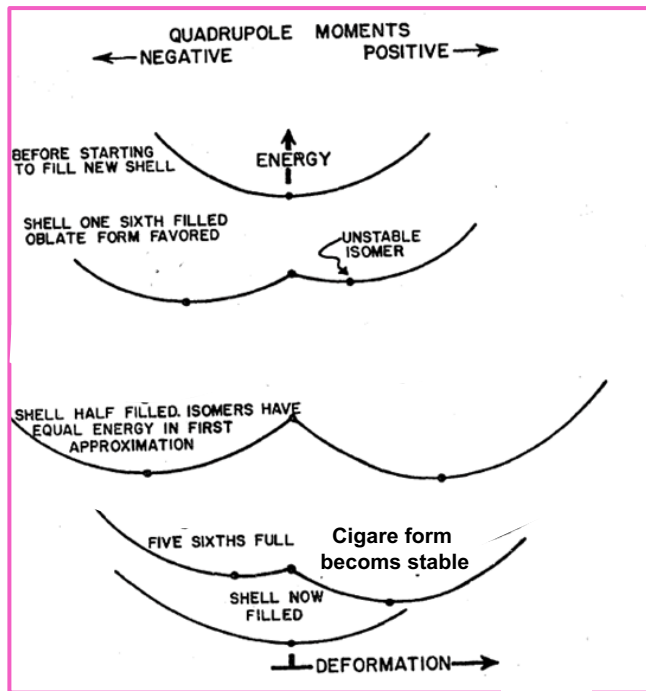 QUADRUPOLE MOMENTS
NEGATIVE POSITIVE
BEFORE STARTING
TO FILL NEW SHELL
ENERGY
SHELL ONE SIXTH FILLED
OBLATE FORM FAVORED
UNSTABLE
ISOMER
SHELL HALF FILLED. ISOMERS HAVE
EQUAL ENERGY IN FIRST
APPROXIMATION
FIVE SIXTHS FULL
Cigare form
becoms stable
SHELL NOW
FILLED
DEFORMATION